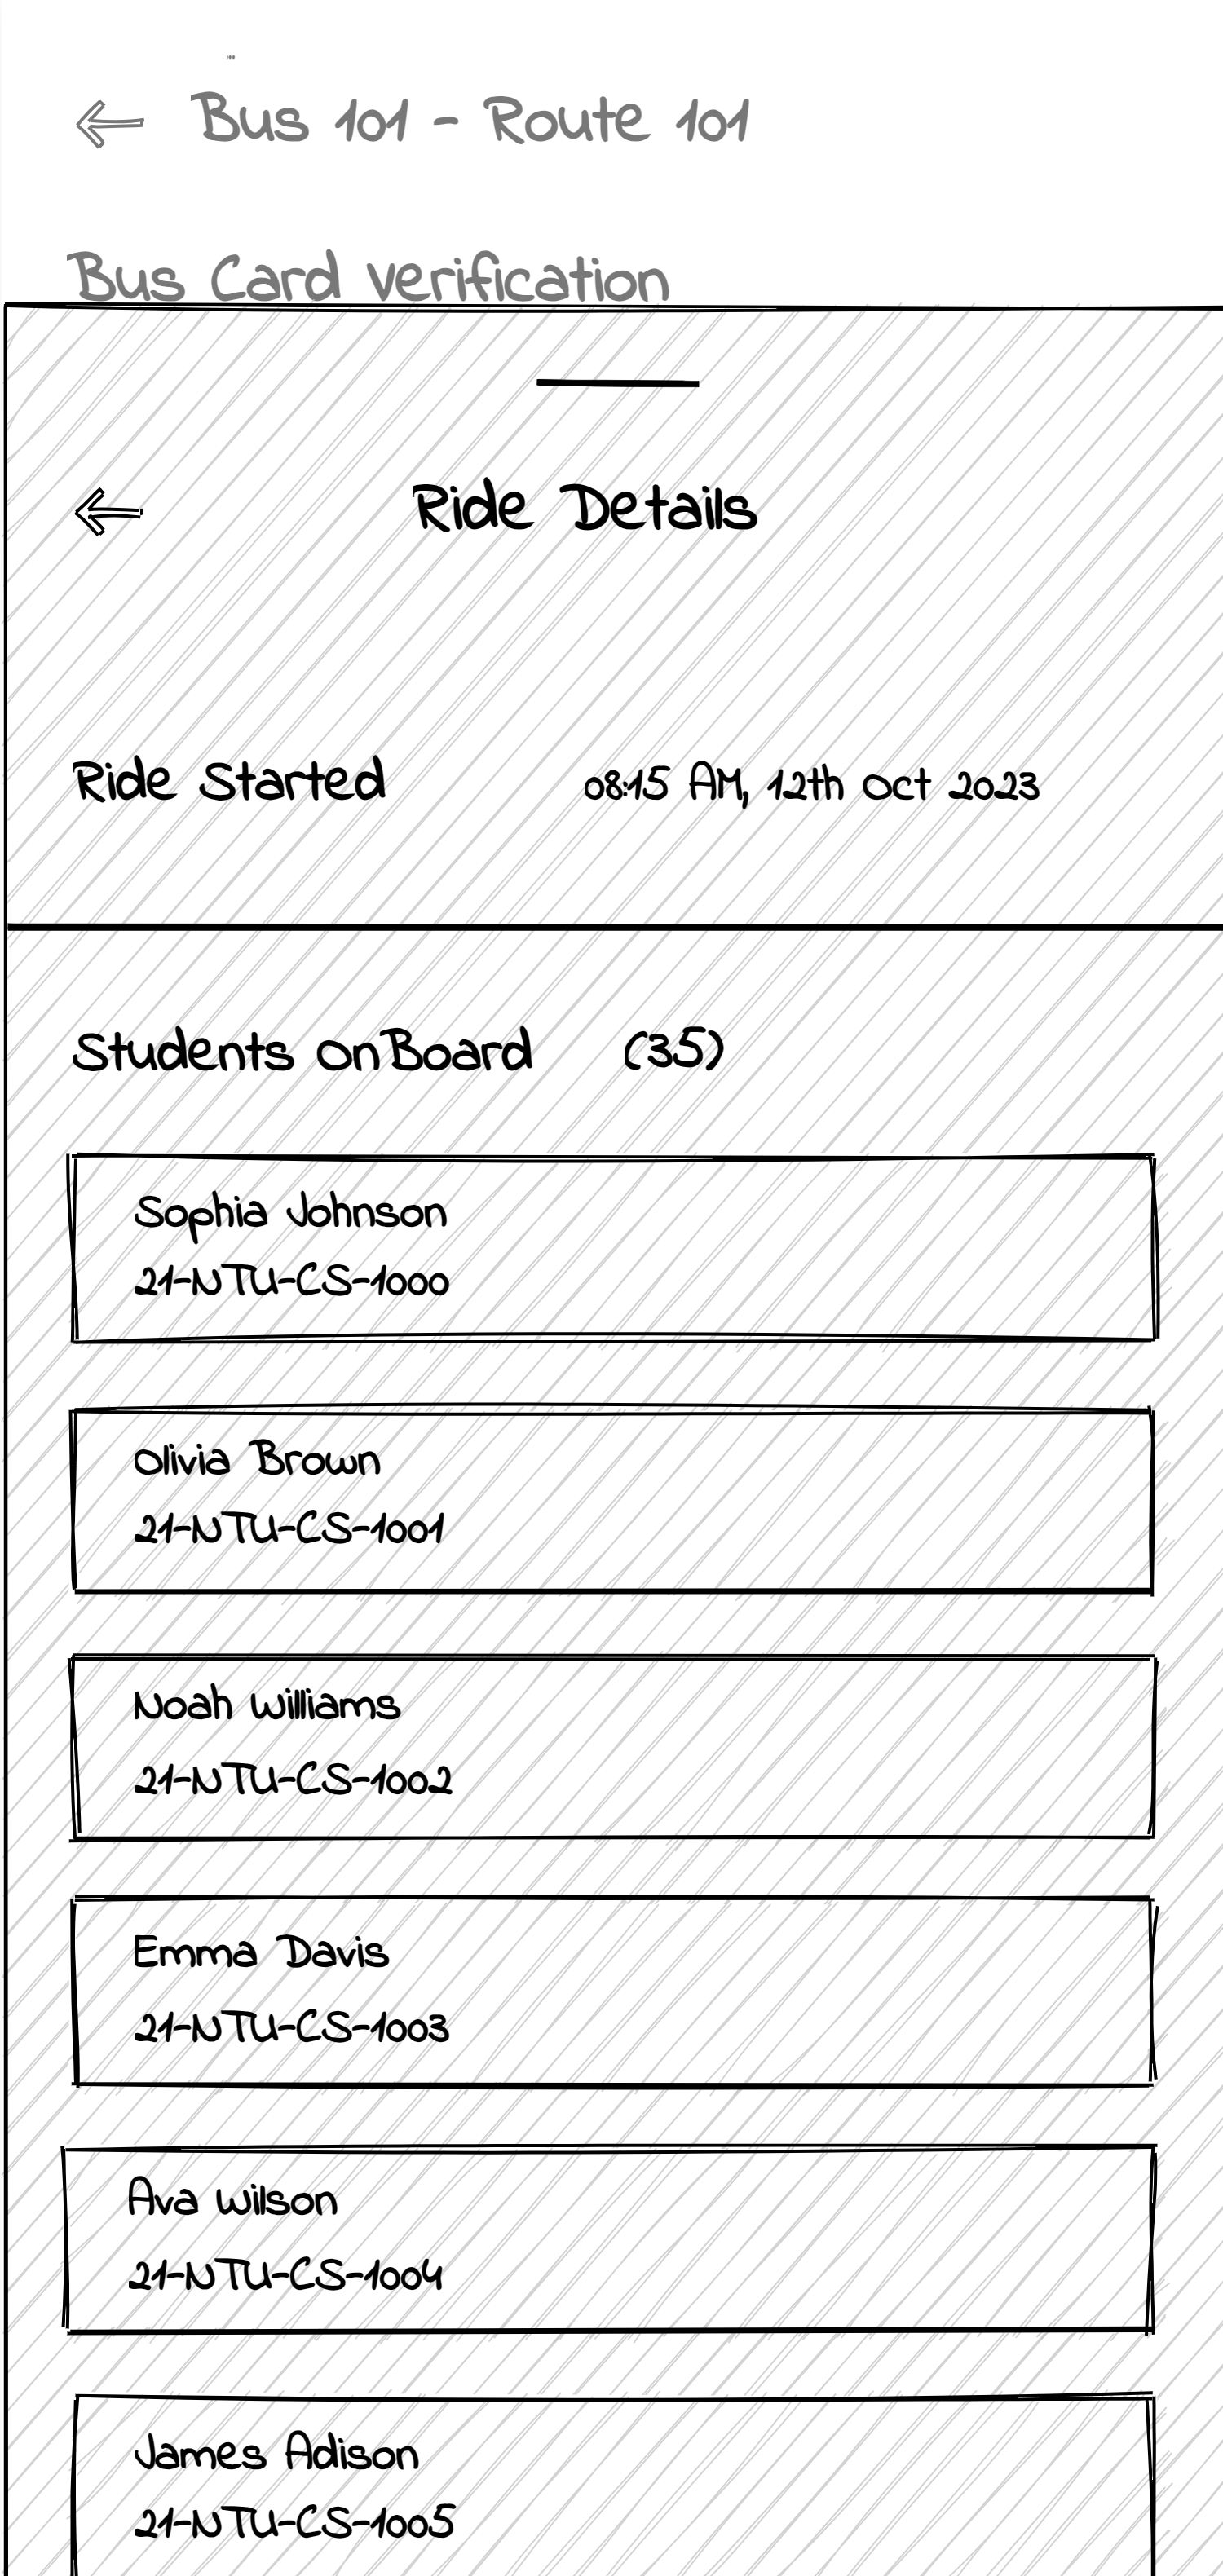 Bus 101 - Route 101
Bus Card verification
Ride Details
Ride Started 08:15 AM, 12th Oct 2023
Students onBoard (35)
Sophia Johnson
21-NTU-CS-1000
Olivia Brown
21-NTU-CS-1001
Noah Williams
21-NTU-CS-1002
Emma Davis
21-NTU-CS-1003
Ava Wilson
21-NTU-CS-1004
James Adison
21-NTU-CS-1005